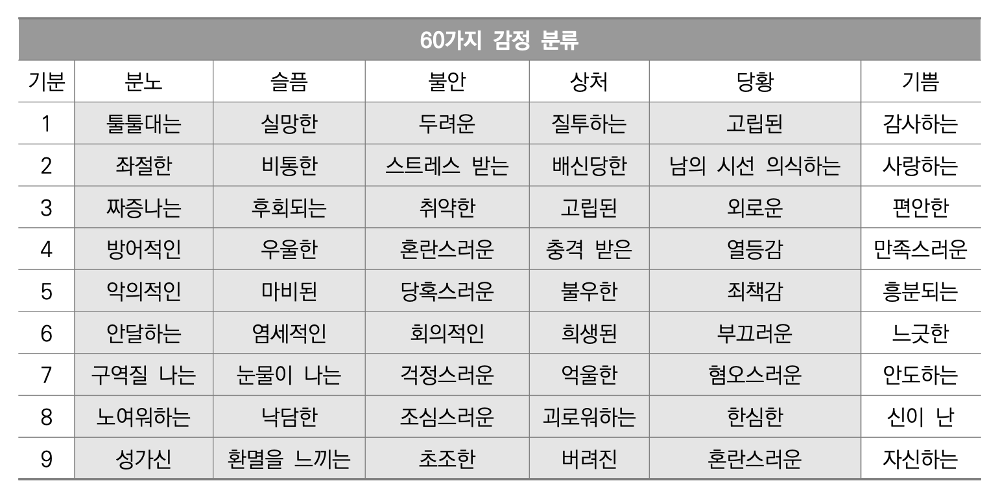 60가지 감정 분류
기분 분노 슬픔 불안 상처 당황 기쁨
1 툴툴대는 실망한 두려운 질투하는 고립된 감사하는
2 좌절한 비통한 스트레스 받는 배신당한 남의 시선 의식하는 사랑하는
3 짜증나는 후회되는 취약한 고립된 외로운 편안한
4 방어적인 우울한 혼란스러운 충격 받은 열등감 만족스러운
5 악의적인 마비된 당혹스러운 불우한 죄책감 흥분되는
6 안달하는 염세적인 회의적인 희생된 부끄러운 느긋한
7 구역질 나는 눈물이 나는 걱정스러운 억울한 혐오스러운 안도하는
8 노여워하는 낙담한 조심스러운 괴로워하는 한심한 신이 난
9 성가신 환멸을 느끼는 초조한 버려진 혼란스러운 자신하는